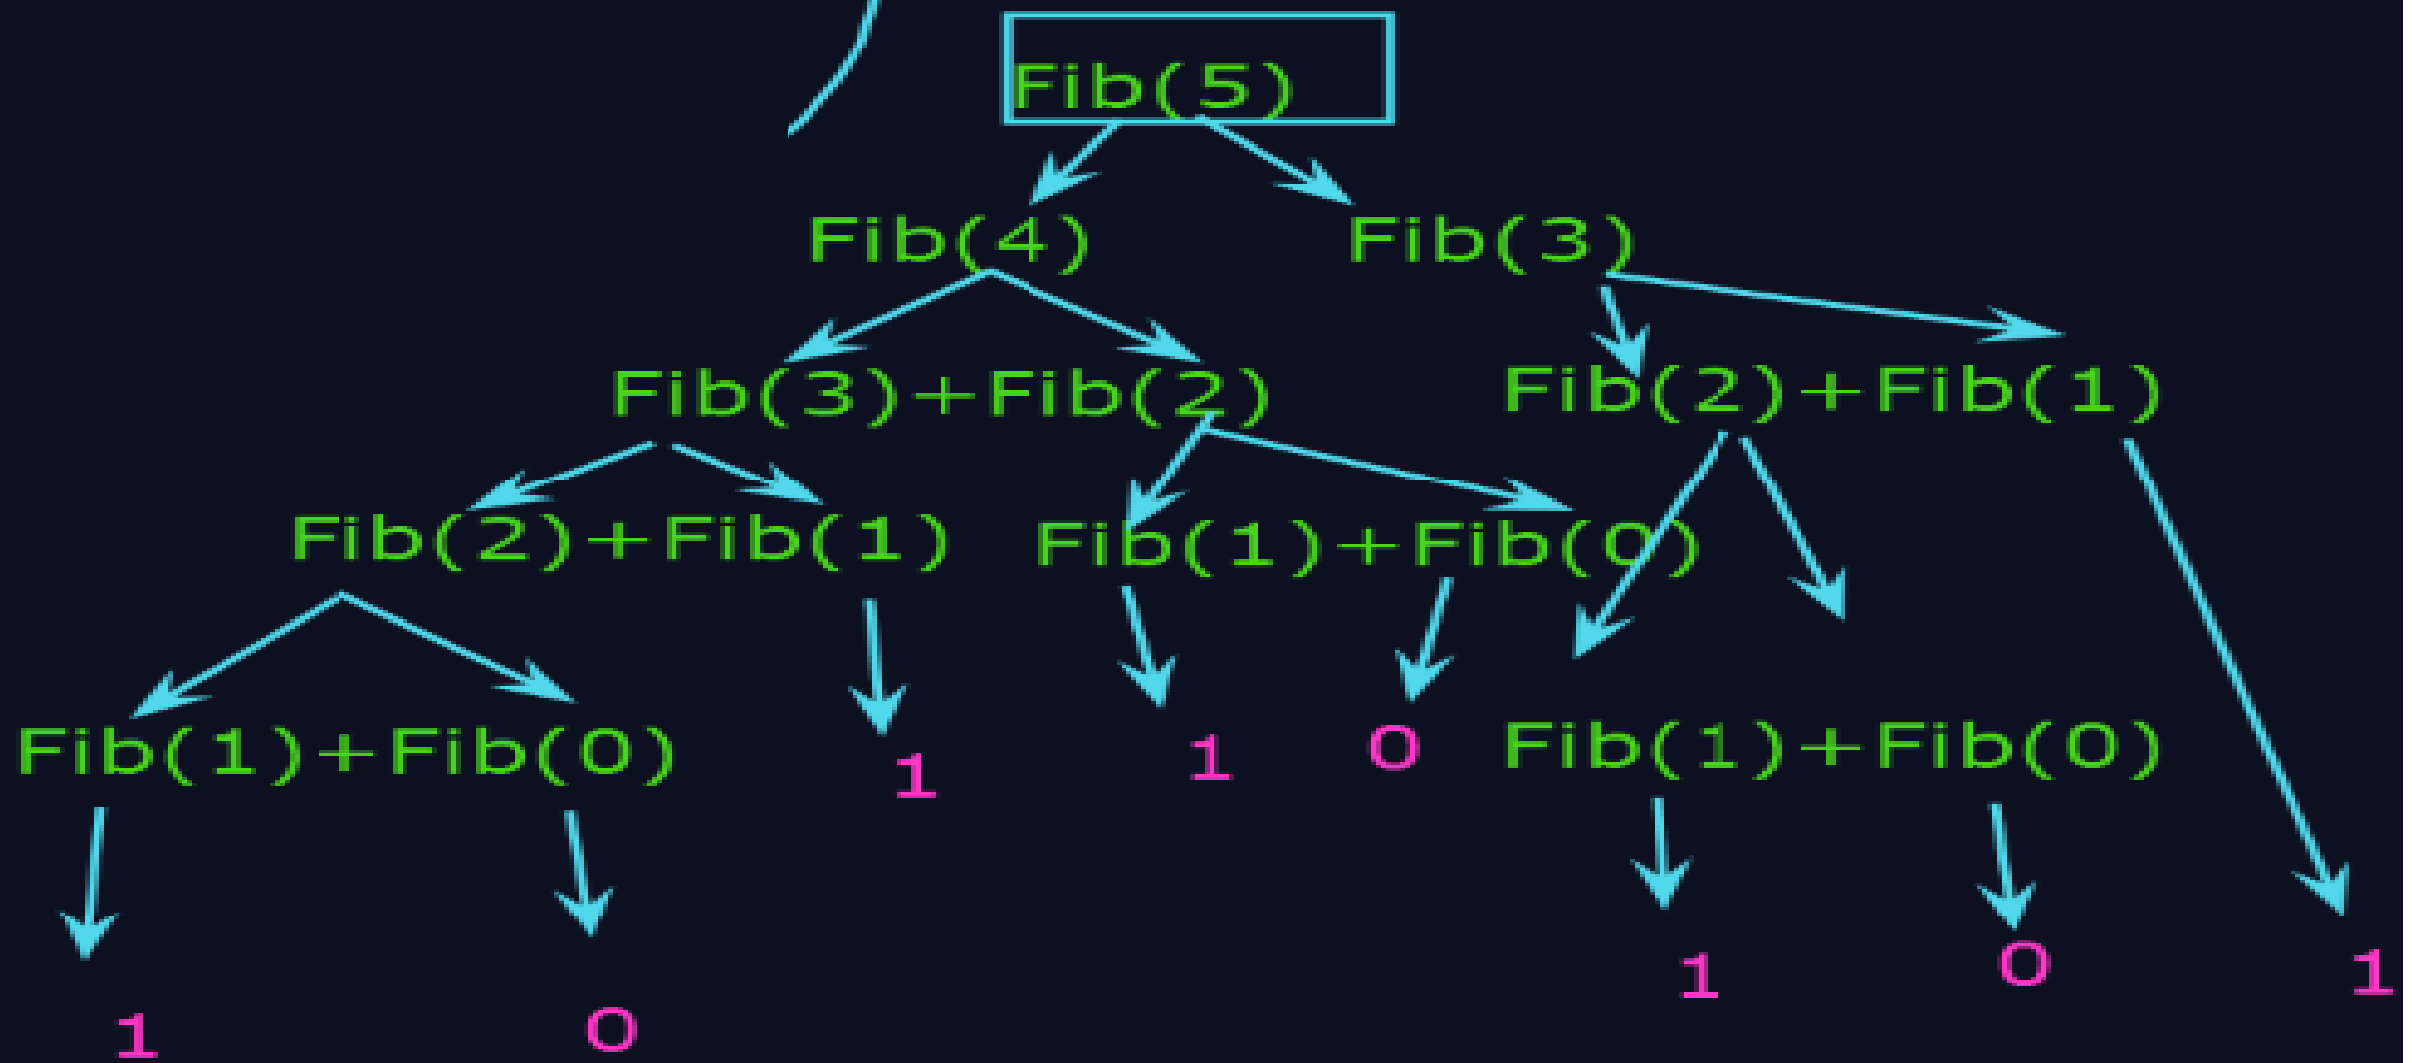 Fib(5)
Fib(4) Fib(3)
Fib(3)+Fib(2) Fib(2)+Fib(1)
Fib(2)+Fib(1) Fib(1)+Fib(0)
Fib(1)+Fib(0) 1 1 0 Fib(1)+Fib(0)
1 0 1
1 0